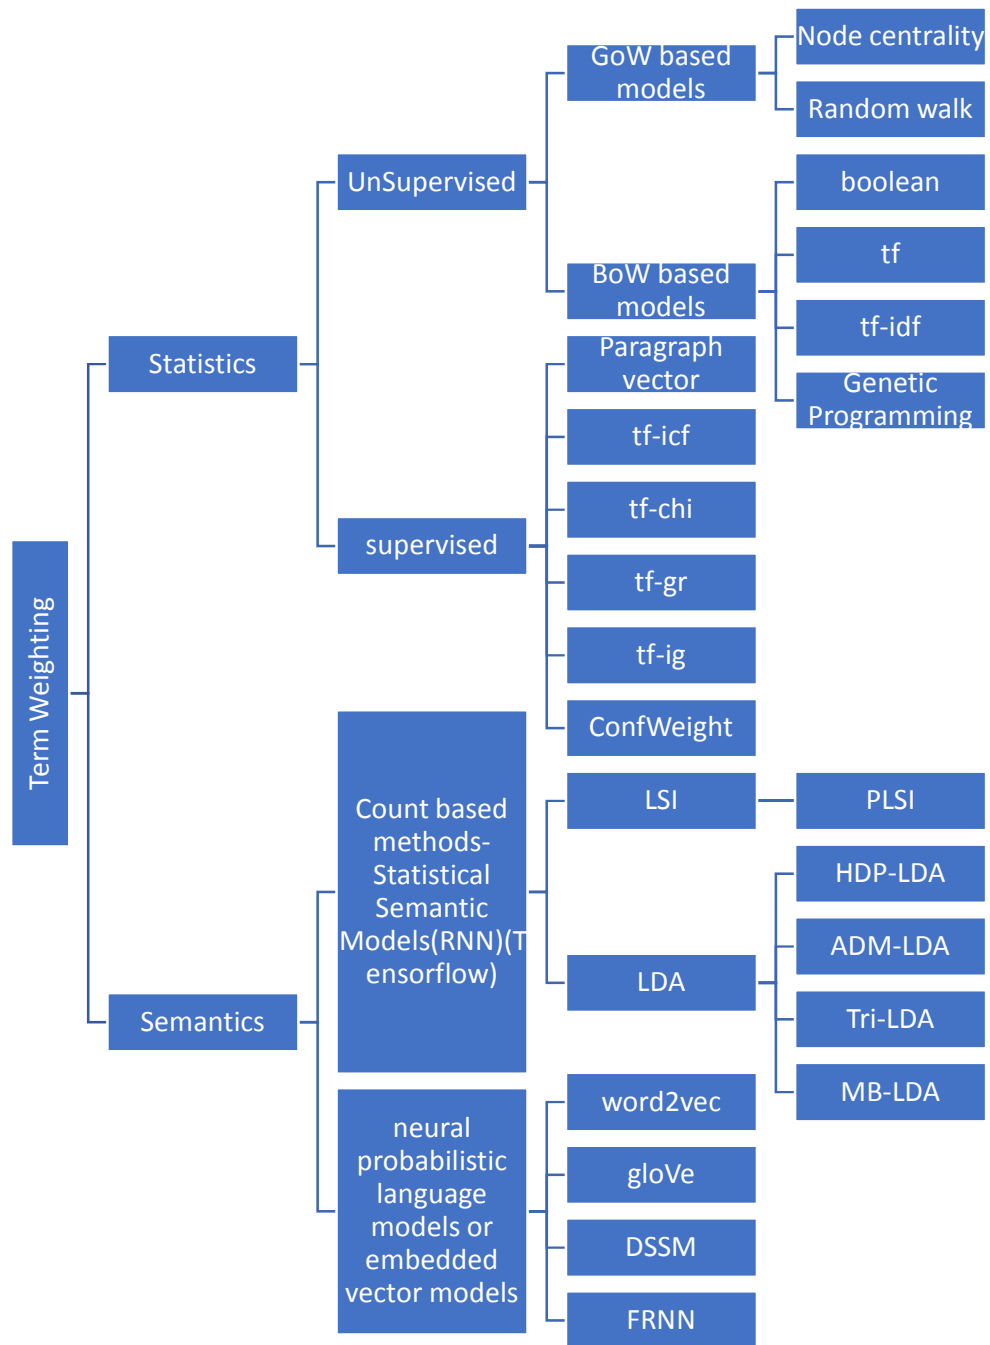 Term Weighting
Statistics
UnSupervised
GoW based
models
Node centrality
Random walk
BoW based
models
boolean
tf
tf-idf
Genetic
Programming
supervised
Paragraph
vector
tf-icf
tf-chi
tf-gr
tf-ig
ConfWeight
Semantics
Count based
methods-
Statistical
Semantic
Models(RNN)(T
ensorflow)
LSI
PLSI
LDA
HDP-LDA
ADM-LDA
Tri-LDA
MB-LDA
neural
probabilistic
language
models or
embedded
vector models
word2vec
gloVe
DSSM
FRNN